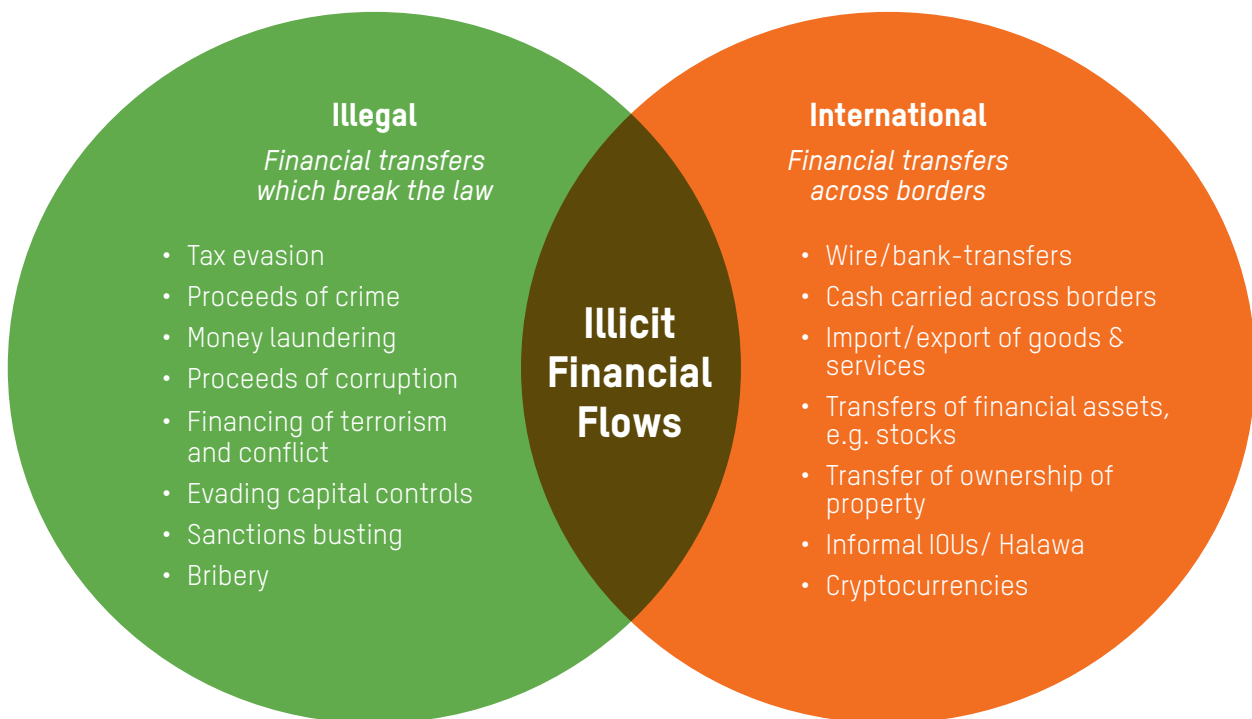 Illegal
Financial transfers
which break the law
• Tax evasion
• Proceeds of crime
• Money laundering
• Proceeds of corruption
• Financing of terrorism
and conflict
• Evading capital controls
• Sanctions busting
• Bribery
Illicit
Financial
Flows
International
Financial transfers
across borders
• Wire/bank-transfers
• Cash carried across borders
• Import/export of goods &
services
• Transfers of financial assets,
e.g. stocks
• Transfer of ownership of
property
• Informal IOUs/ Halawa
• Cryptocurrencies